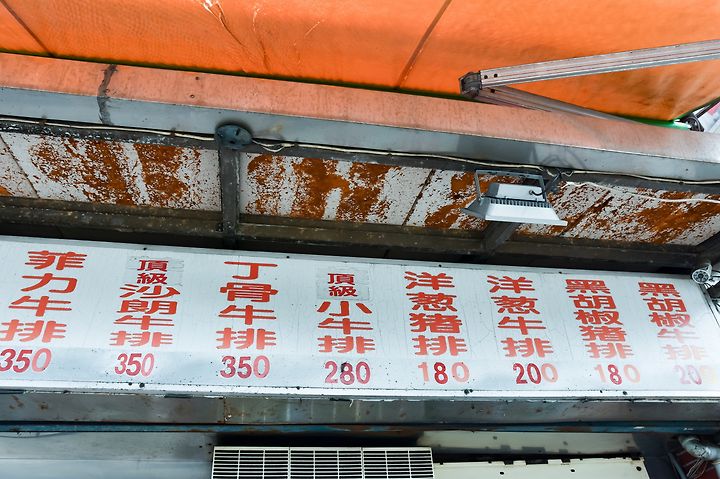 菲力牛排 350
頂級沙朗牛排 350
丁骨牛排 350
頂級小牛排 280
洋葱豬排 180
洋葱牛排 200
黑胡椒豬排 180
黑胡椒牛排 200